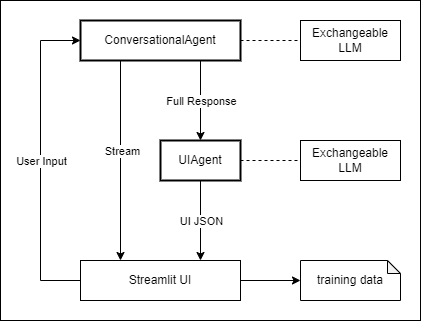 ConversationalAgent
Exchangeable
LLM
Full Response
User Input
Stream
UIAgent
Exchangeable
LLM
UI JSON
Streamlit UI
training data